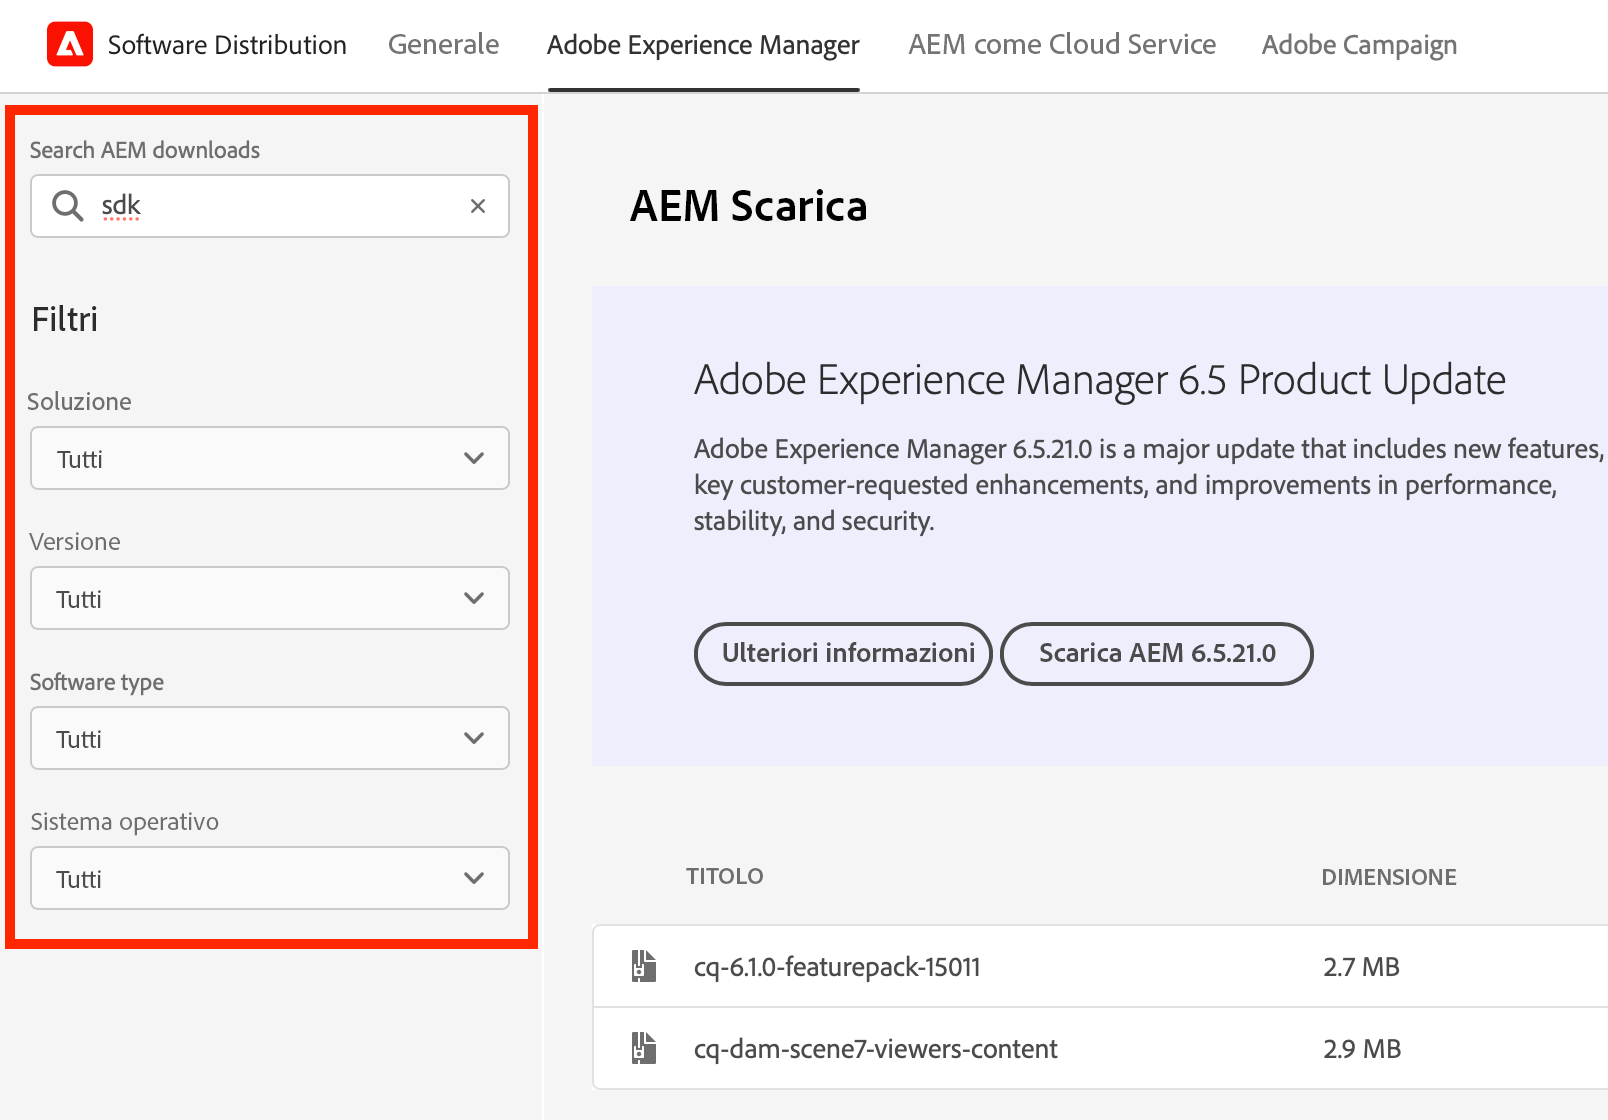 Software Distribution
Generale
Adobe Experience Manager
AEM come Cloud Service
Adobe Campaign
Search AEM downloads
sdk
Filtri
Soluzione
Tutti
Versione
Tutti
Software type
Tutti
Sistema operativo
Tutti
AEM Scarica
Adobe Experience Manager 6.5 Product Update
Adobe Experience Manager 6.5.21.0 is a major update that includes new features,
key customer-requested enhancements, and improvements in performance,
stability, and security.
Ulteriori informazioni
Scarica AEM 6.5.21.0
TITOLO
DIMENSIONE
cq-6.1.0-featurepack-15011
2.7 MB
cq-dam-scene7-viewers-content
2.9 MB